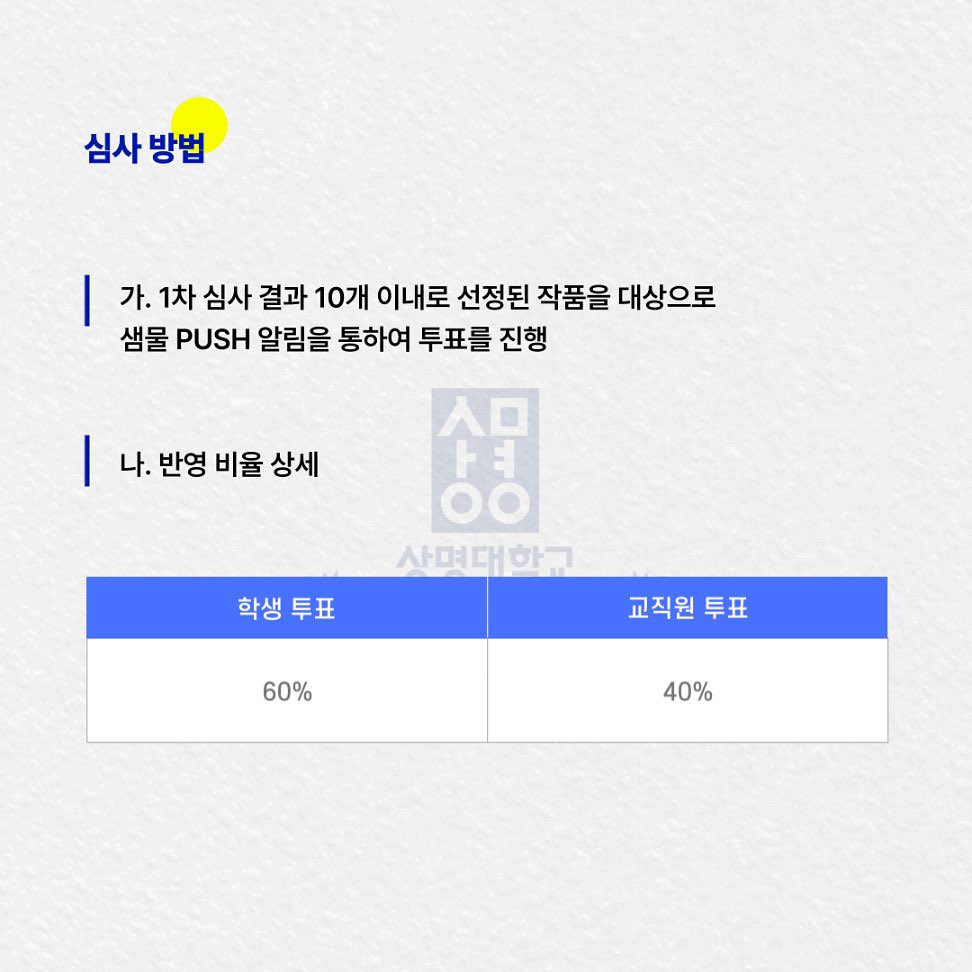 심사 방법
가. 1차 심사 결과 10개 이내로 선정된 작품을 대상으로
샘물 PUSH 알림을 통하여 투표를 진행
나. 반영 비율 상세
상명
상명대학교
학생 투표
교직원 투표
60%
40%